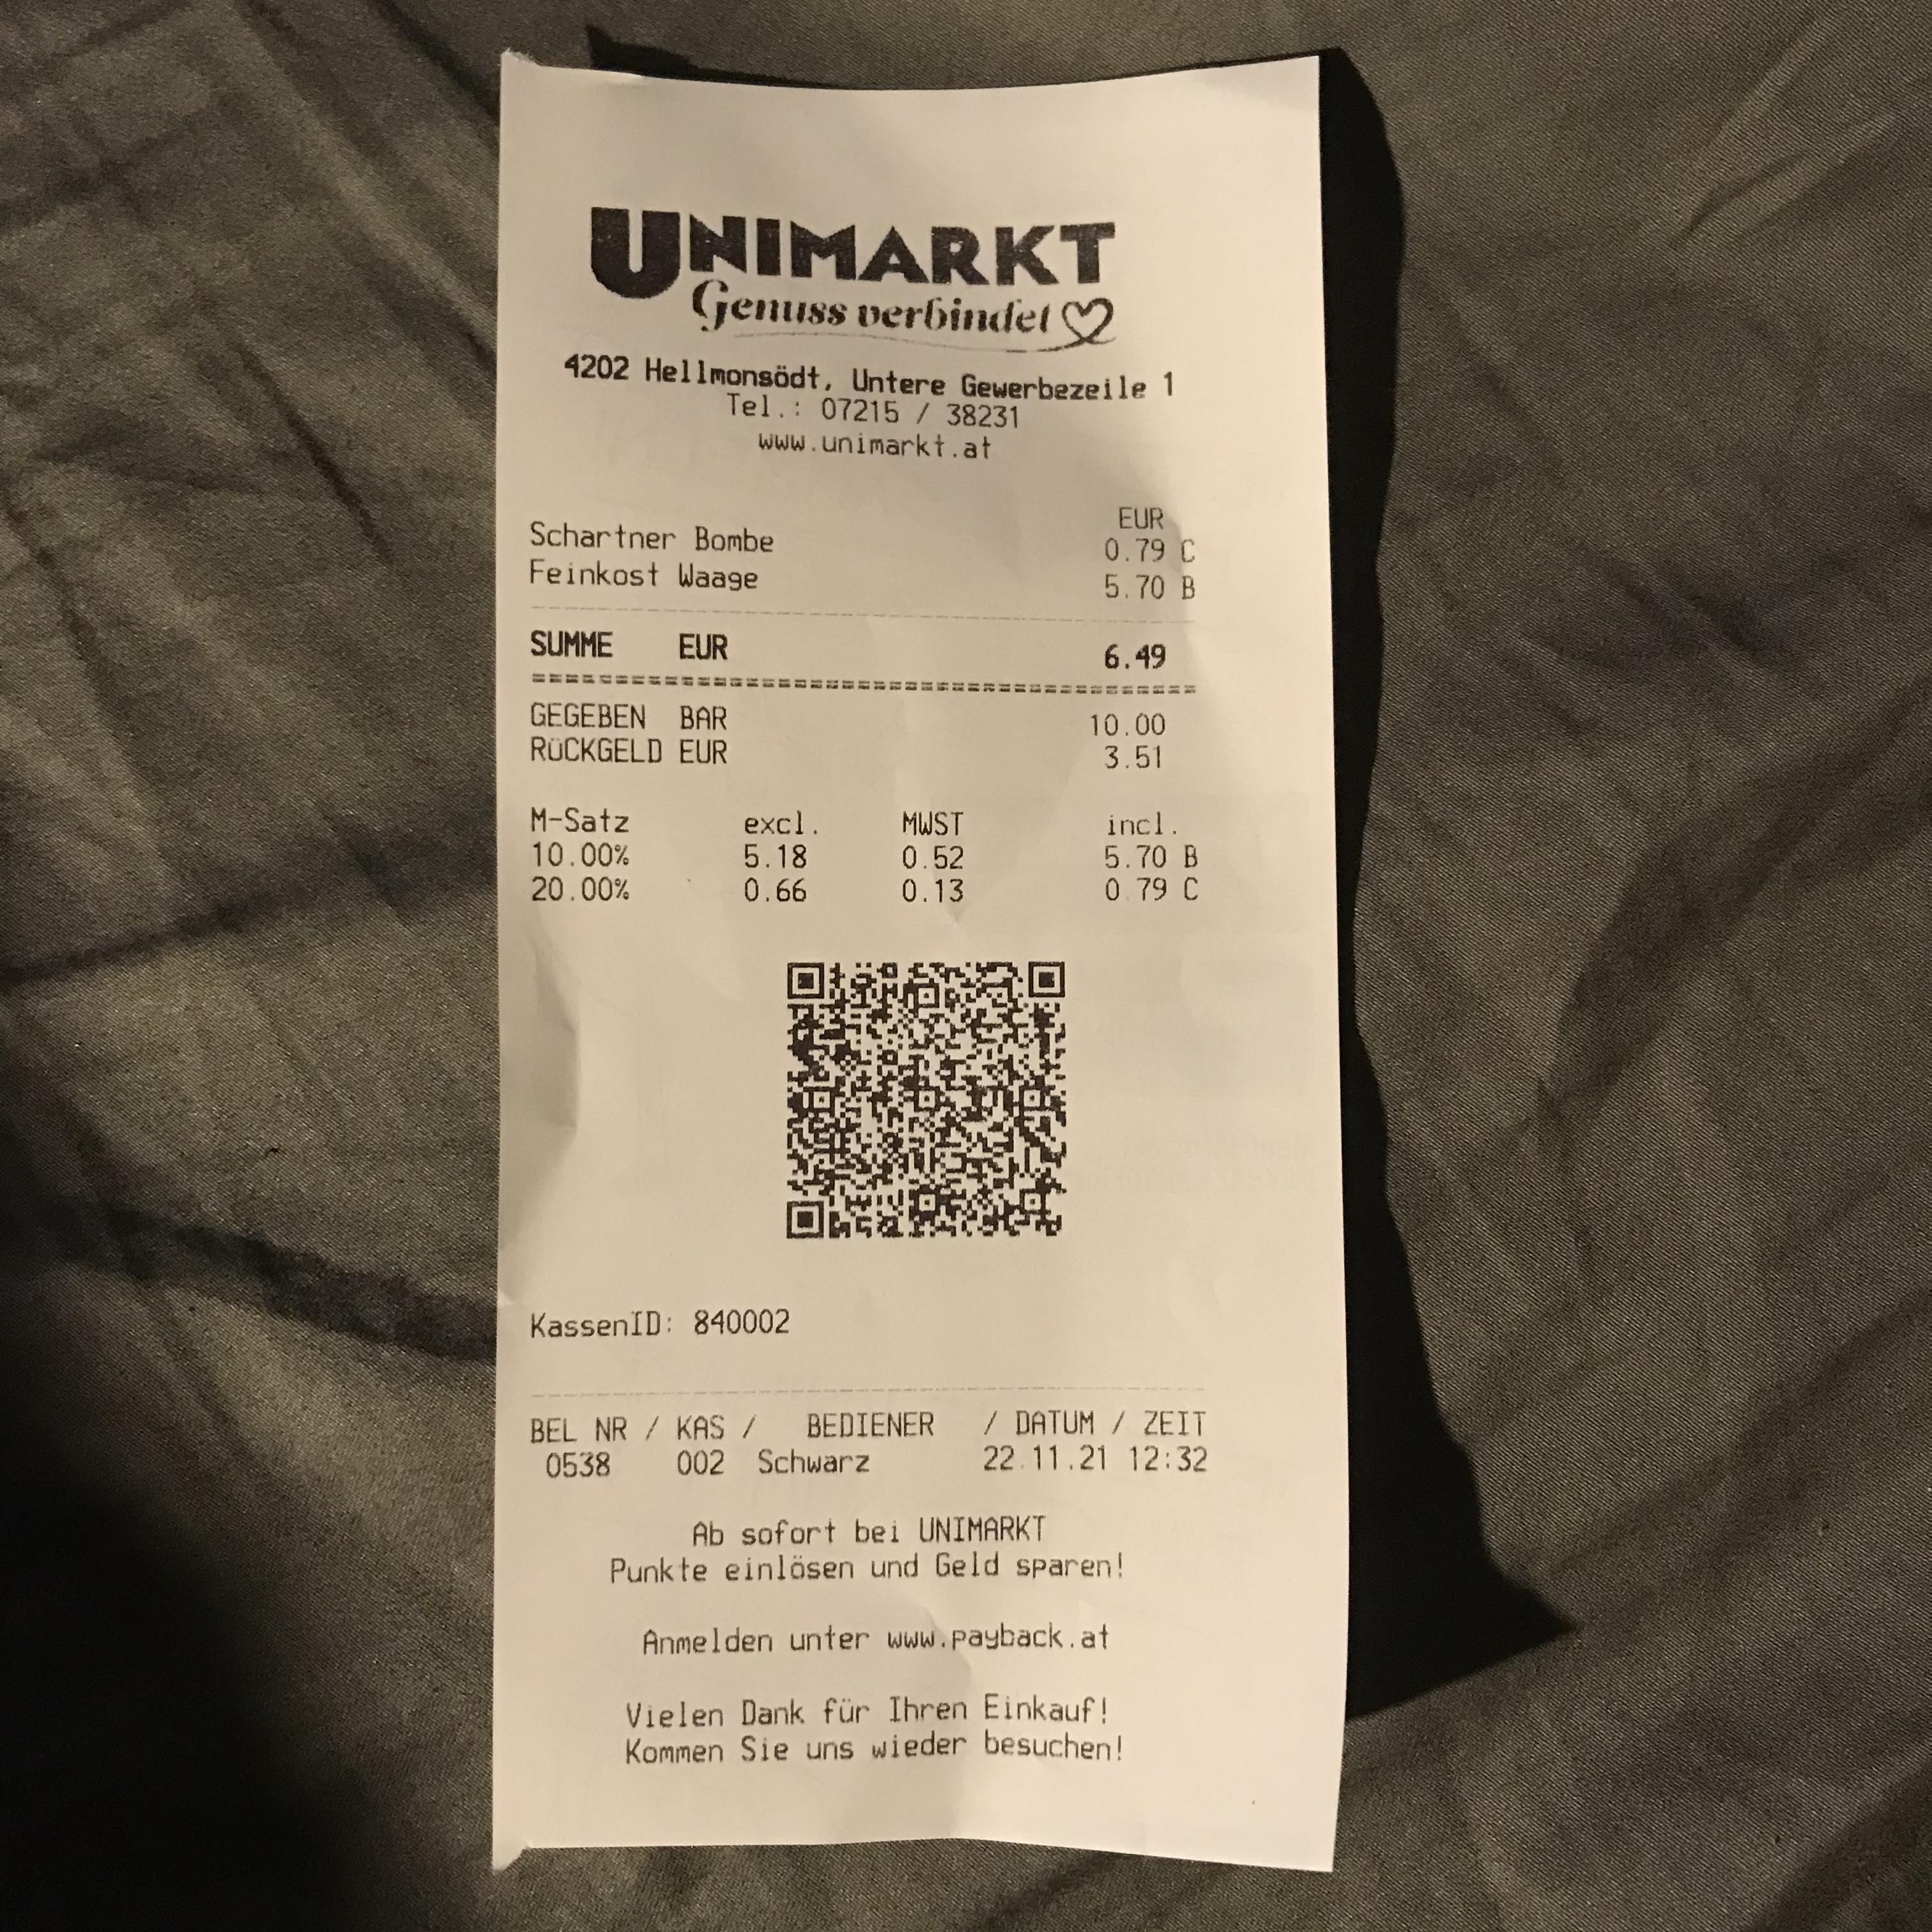 UNIMARKT
Genuss verbindet
4202 Hellmonsödt, Untere Gewerbezeile 1
Tel.: 07215 / 38231
www.unimarkt.at
EUR
Schartner Bombe 0.79 C
Feinkost Waage 5.70 B
SUMME EUR 6.49
GEGEBEN BAR 10.00
RÜCKGELD EUR 3.51
M-Satz excl. MWST incl.
10.00% 5.18 0.52 5.70 B
20.00% 0.66 0.13 0.79 C
KassenID: 840002
BEL NR / KAS / BEDIENER / DATUM / ZEIT
0538 002 Schwarz 22.11.21 12:32
Ab sofort bei UNIMARKT
Punkte einlösen und Geld sparen!
Anmelden unter www.payback.at
Vielen Dank für Ihren Einkauf!
Kommen Sie uns wieder besuchen!